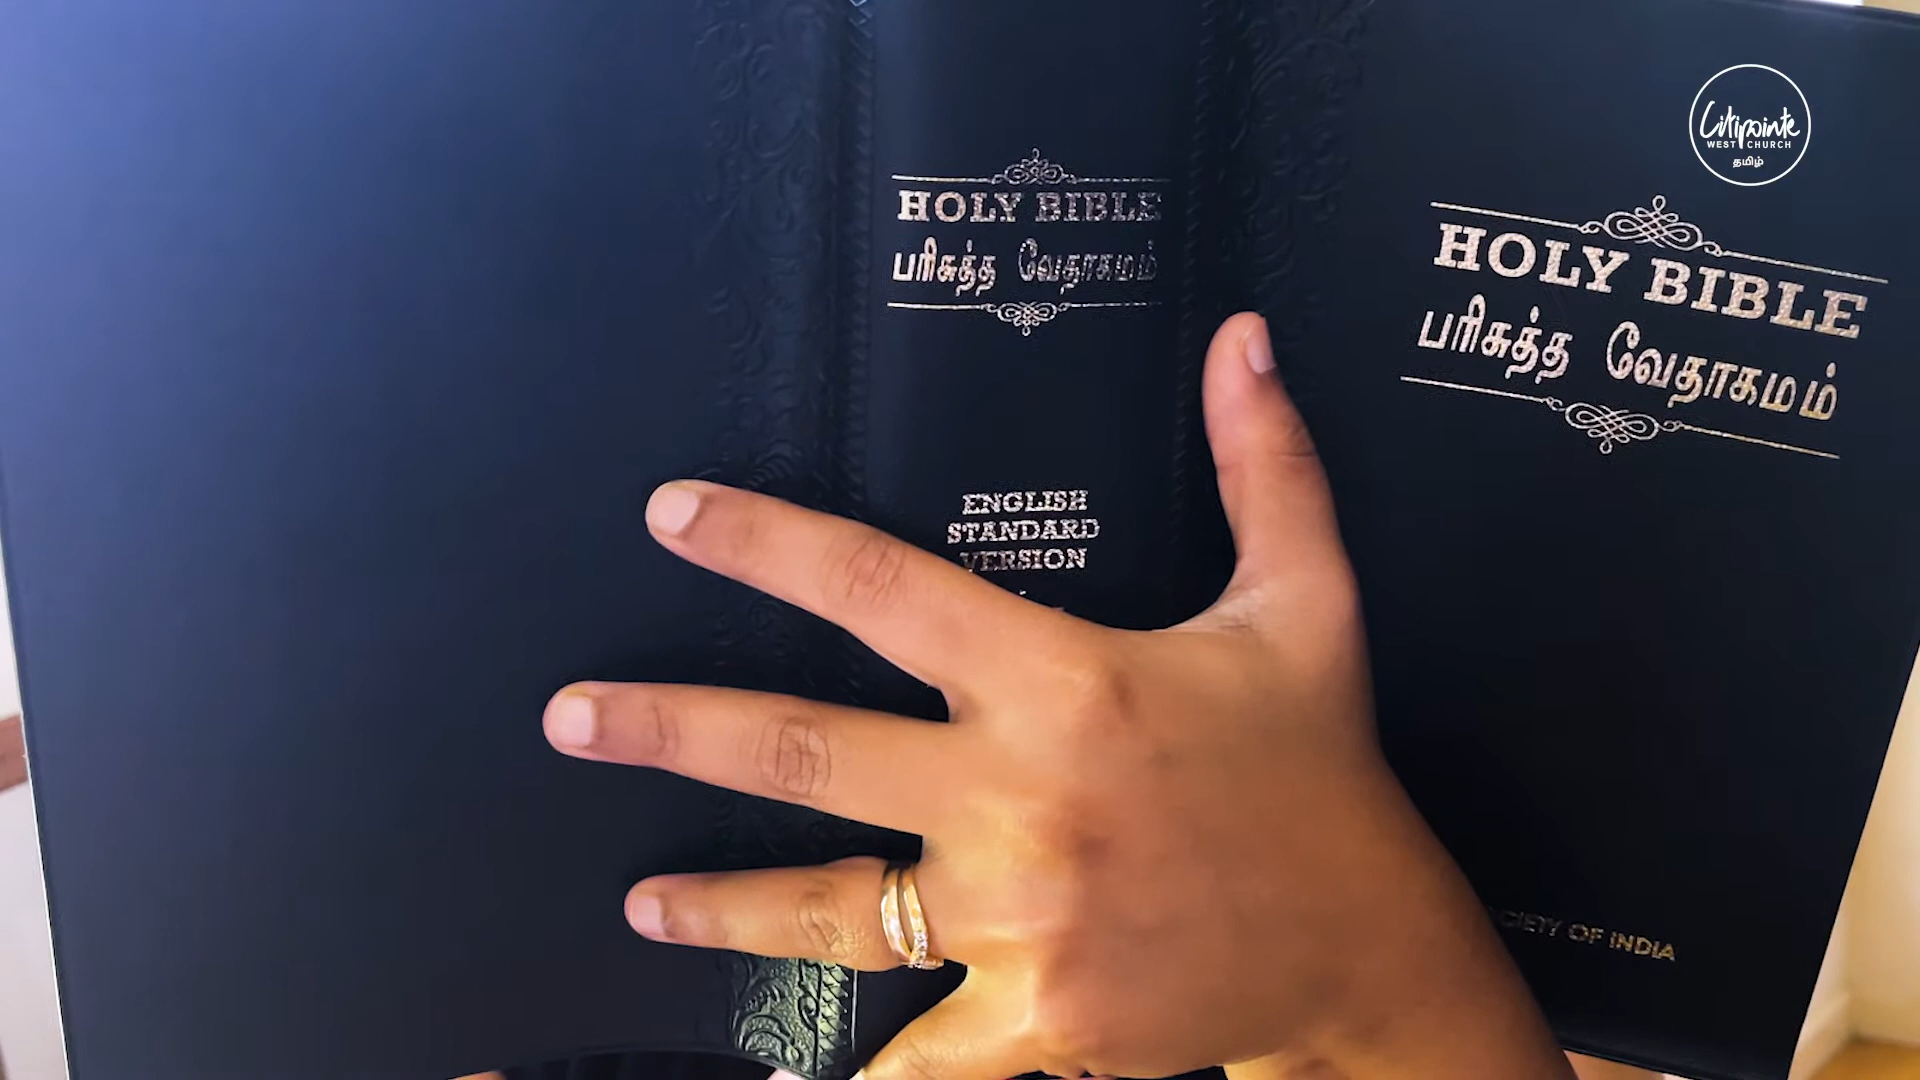 Citipointe
WEST CHURCH
தமிழ்
HOLY BIBLE
பரிசுத்த வேதாகமம்
ENGLISH
STANDARD
VERSION
HOLY BIBLE
பரிசுத்த வேதாகமம்
OF INDIA